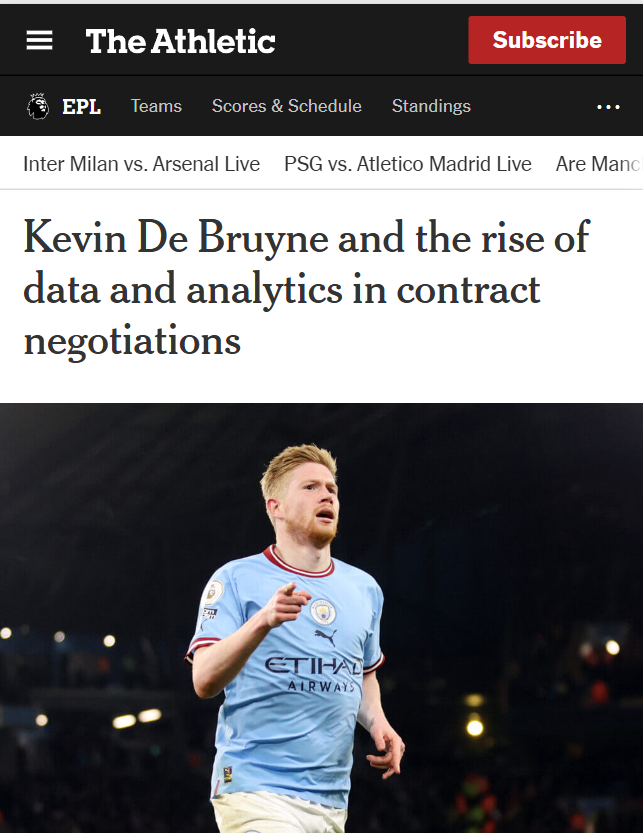 The Athletic
Subscribe
EPL Teams Scores & Schedule Standings ...
Inter Milan vs. Arsenal Live PSG vs. Atletico Madrid Live Are Manc
Kevin De Bruyne and the rise of
data and analytics in contract
negotiations
ETIHAD
AIRWAYS